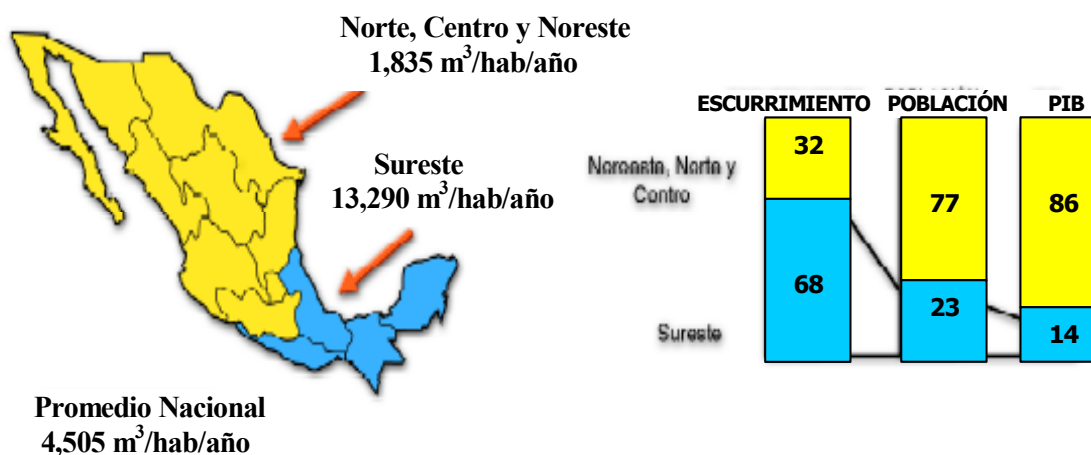 Norte, Centro y Noreste
1,835 m³/hab/año
Sureste
13,290 m³/hab/año
Promedio Nacional
4,505 m³/hab/año
ESCURRIMIENTO POBLACIÓN PIB
Noroeste, Norte y
Contro
Sureste
32
68
77
23
86
14